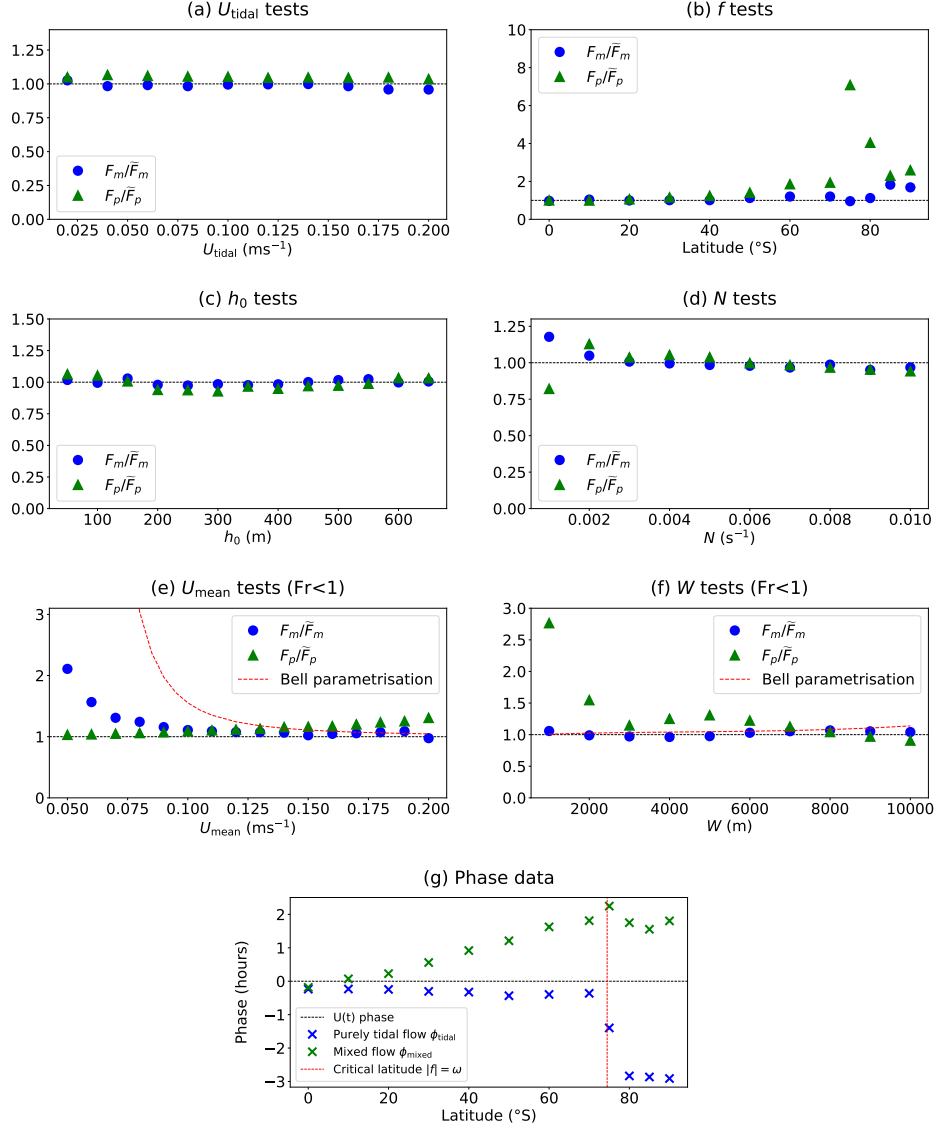 (a) U_tidal tests
1.25
1.00
0.75
0.50
0.25
0.00
F_m/F̃_m
F_p/F̃_p
0.025 0.050 0.075 0.100 0.125 0.150 0.175 0.200
U_tidal (ms⁻¹)
(b) f tests
10
8
6
4
2
0
F_m/F̃_m
F_p/F̃_p
0 20 40 60 80
Latitude (°S)
(c) h₀ tests
1.50
1.25
1.00
0.75
0.50
0.25
0.00
F_m/F̃_m
F_p/F̃_p
100 200 300 400 500 600
h₀ (m)
(d) N tests
1.25
1.00
0.75
0.50
0.25
0.00
F_m/F̃_m
F_p/F̃_p
0.002 0.004 0.006 0.008 0.010
N (s⁻¹)
(e) U_mean tests (Fr<1)
3
2
1
0
F_m/F̃_m
F_p/F̃_p
Bell parametrisation
0.050 0.075 0.100 0.125 0.150 0.175 0.200
U_mean (ms⁻¹)
(f) W tests (Fr<1)
3.0
2.5
2.0
1.5
1.0
0.5
0.0
F_m/F̃_m
F_p/F̃_p
Bell parametrisation
2000 4000 6000 8000 10000
W (m)
(g) Phase data
Phase (hours)
2
1
0
−1
−2
−3
U(t) phase
Purely tidal flow ϕ_tidal
Mixed flow ϕ_mixed
Critical latitude |f| = ω
0 20 40 60 80
Latitude (°S)